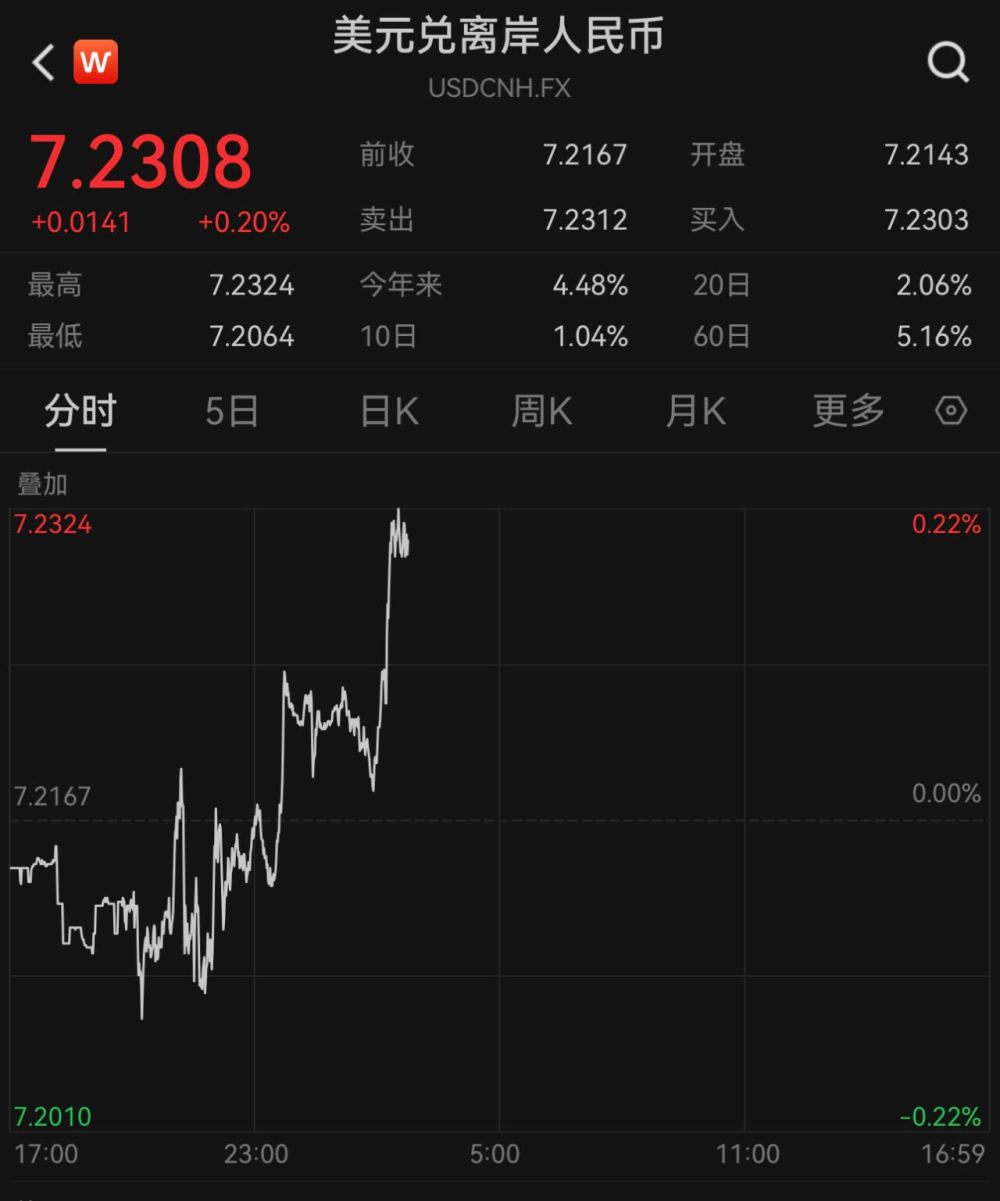 美元兑离岸人民币
W
USDCNH.FX
7.2308
+0.0141 +0.20%
前收 7.2167 开盘 7.2143
卖出 7.2312 买入 7.2303
最高 7.2324 今年来 4.48% 20日 2.06%
最低 7.2064 10日 1.04% 60日 5.16%
分时 5日 日K 周K 月K 更多
叠加
7.2324 0.22%
7.2167 0.00%
7.2010 -0.22%
17:00 23:00 5:00 11:00 16:59